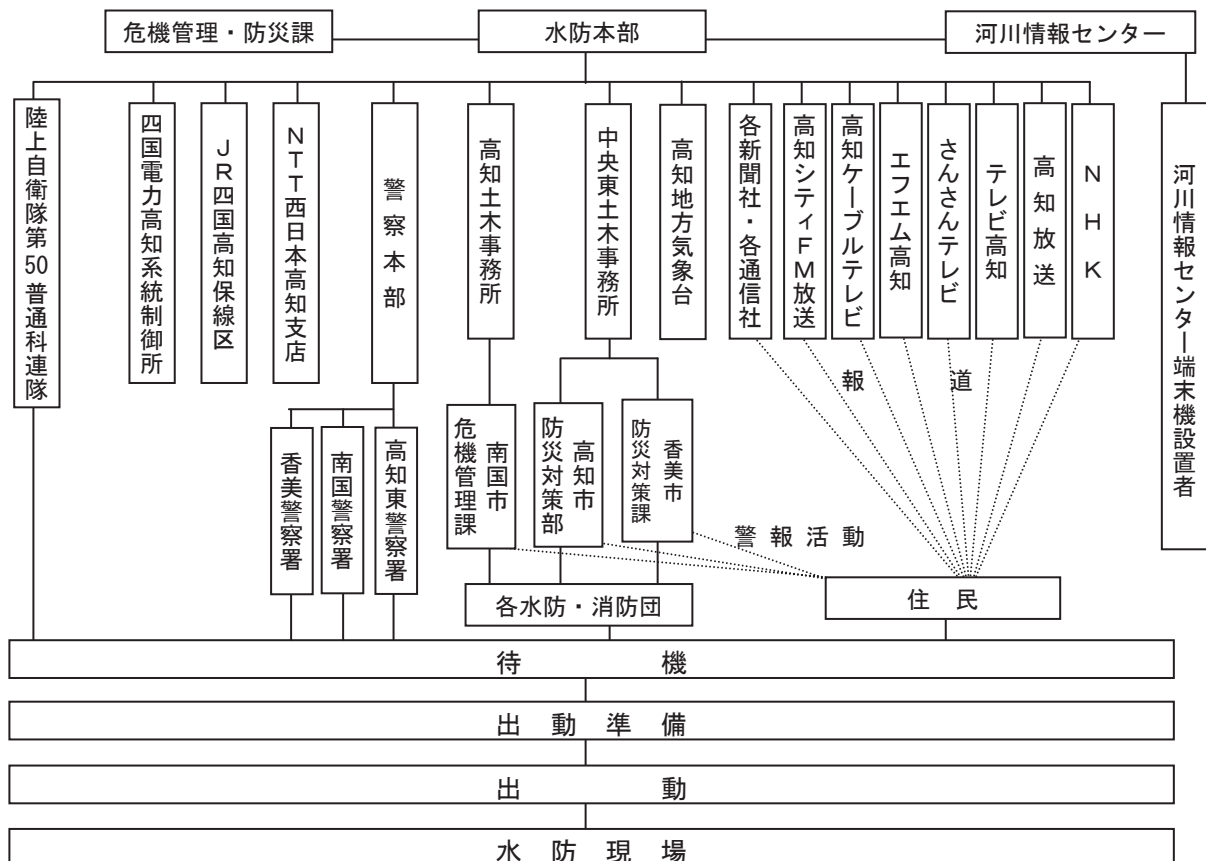 危機管理・防災課
水防本部
河川情報センター
陸上自衛隊第50普通科連隊
四国電力高知系統制御所
JR四国高知保線区
NTT西日本高知支店
警察本部
高知土木事務所
中央東土木事務所
高知地方気象台
各新聞社・各通信社
高知シティFM放送
高知ケーブルテレビ
エフエム高知
さんさんテレビ
テレビ高知
高知放送
NHK
河川情報センター端末機設置者
報道
香美警察署
南国警察署
高知東警察署
南国市
危機管理課
高知市
防災対策部
香美市
防災対策課
警報活動
各水防・消防団
住民
待機
出動準備
出動
水防現場